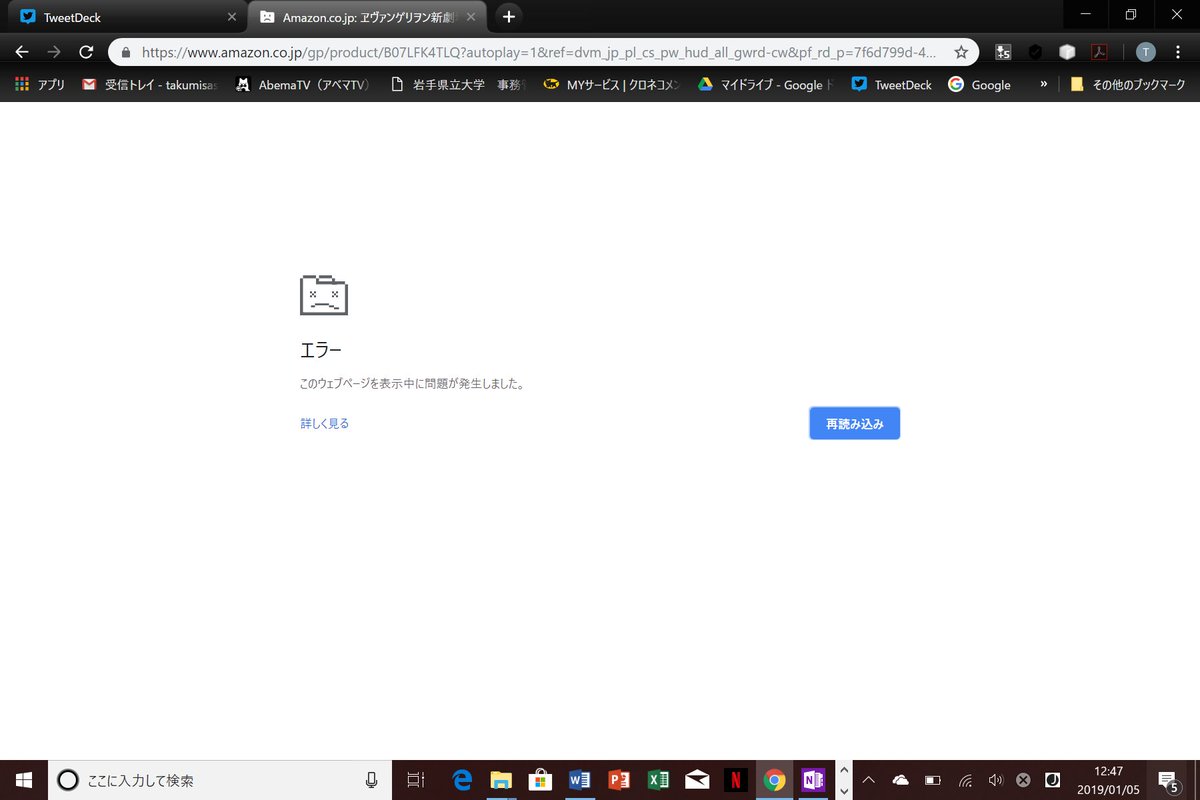 TweetDeck
Amazon.co.jp: ヱヴァンゲリヲン新劇
https://www.amazon.co.jp/gp/product/B07LFK4TLQ?autoplay=1&ref=dvm_jp_pl_cs_pw_hud_all_gwrd-cw&pf_rd_p=7f6d799d-4...
T
アプリ
受信トレイ - takumisas
AbemaTV（アベマTV）
岩手県立大学 事務
MYサービス | クロネコメン
マイドライブ - Google
TweetDeck
Google
»
その他のブックマーク
エラー
このウェブページを表示中に問題が発生しました。
詳しく見る
再読み込み
ここに入力して検索
12:47
2019/01/05
5